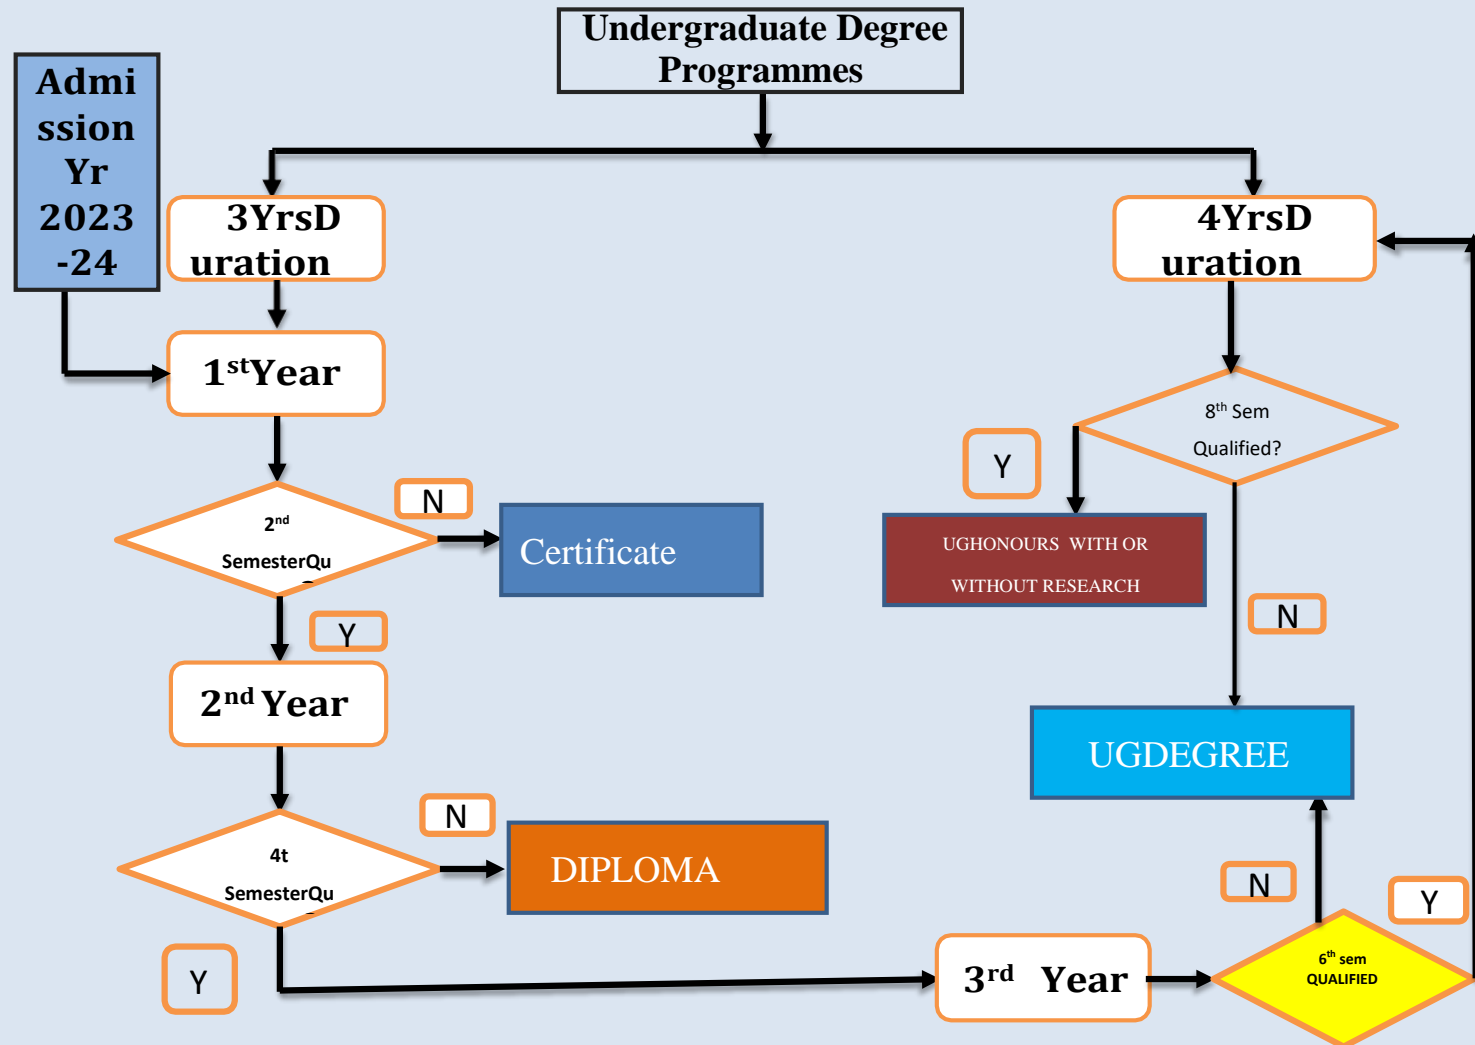 Undergraduate Degree
Programmes
Admi
ssion
Yr
2023
-24
3YrsD
uration
4YrsD
uration
1stYear
8th Sem
Qualified?
Y
N
2nd
SemesterQu
Certificate
UGHONOURS WITH OR
WITHOUT RESEARCH
N
Y
2nd Year
UGDEGREE
N
4t
SemesterQu
DIPLOMA
N
Y
Y
3rd Year
6th sem
QUALIFIED